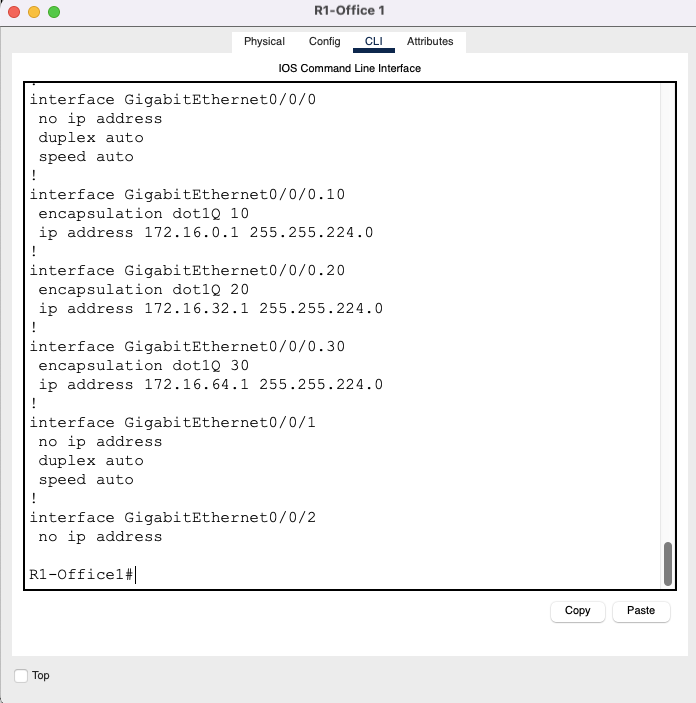 R1-Office 1
Physical Config CLI Attributes
IOS Command Line Interface
!
interface GigabitEthernet0/0/0
 no ip address
 duplex auto
 speed auto
!
interface GigabitEthernet0/0/0.10
 encapsulation dot1Q 10
 ip address 172.16.0.1 255.255.224.0
!
interface GigabitEthernet0/0/0.20
 encapsulation dot1Q 20
 ip address 172.16.32.1 255.255.224.0
!
interface GigabitEthernet0/0/0.30
 encapsulation dot1Q 30
 ip address 172.16.64.1 255.255.224.0
!
interface GigabitEthernet0/0/1
 no ip address
 duplex auto
 speed auto
!
interface GigabitEthernet0/0/2
 no ip address
R1-Office1#
Copy Paste
Top